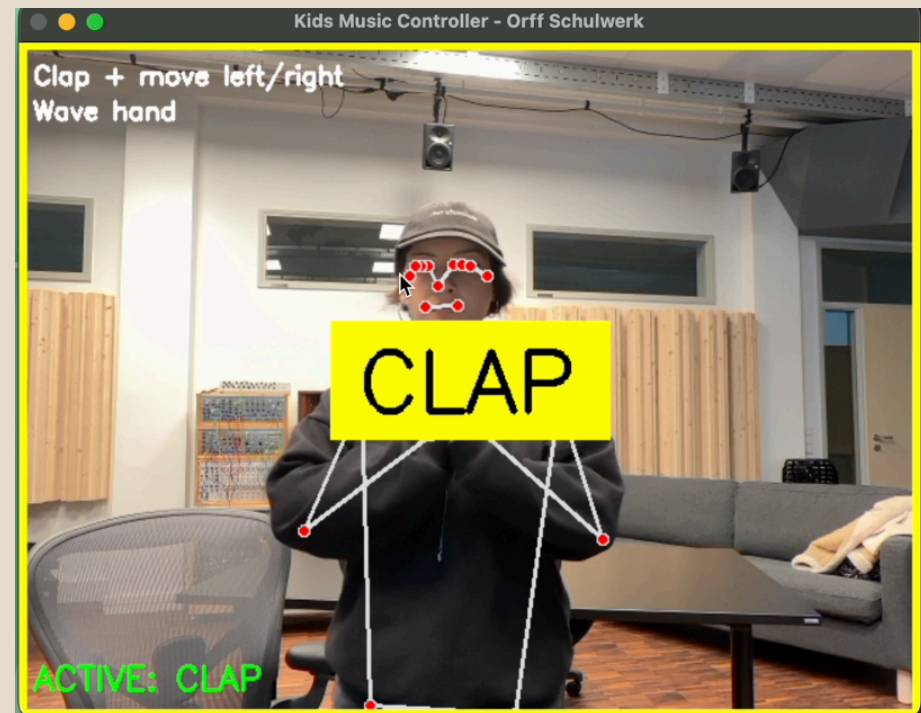 Kids Music Controller - Orff Schulwerk
Clap + move left/right
Wave hand
CLAP
ACTIVE: CLAP